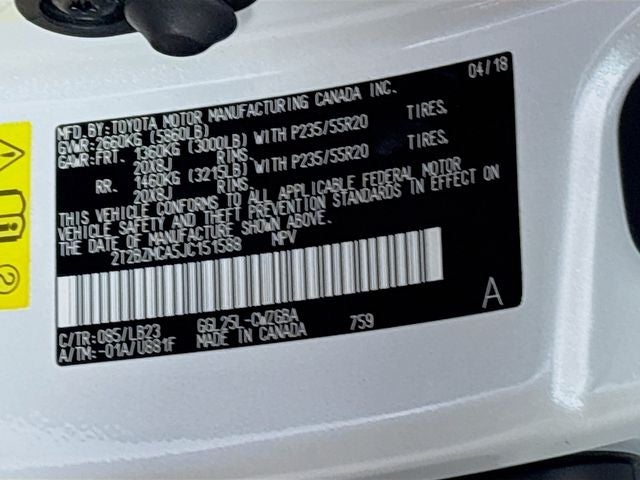 MFD.BY:TOYOTA MOTOR MANUFACTURING CANADA INC. 04/18
GVWR:2660KG (5860LB)
GAWR:FRT. 1360KG (3000LB) WITH P235/55R20 TIRES.
20X8J RIMS.
RR. 1460KG (3215LB) WITH P235/55R20 TIRES.
20X8J RIMS.
THIS VEHICLE CONFORMS TO ALL APPLICABLE FEDERAL MOTOR
VEHICLE SAFETY AND THEFT PREVENTION STANDARDS IN EFFECT ON
THE DATE OF MANUFACTURE SHOWN ABOVE.
2T2BZMCA5JC151568 MPV
A
C/TR:085/LB23 GGL25L-CWZGBA 759
A/TM:-01A/U881F MADE IN CANADA